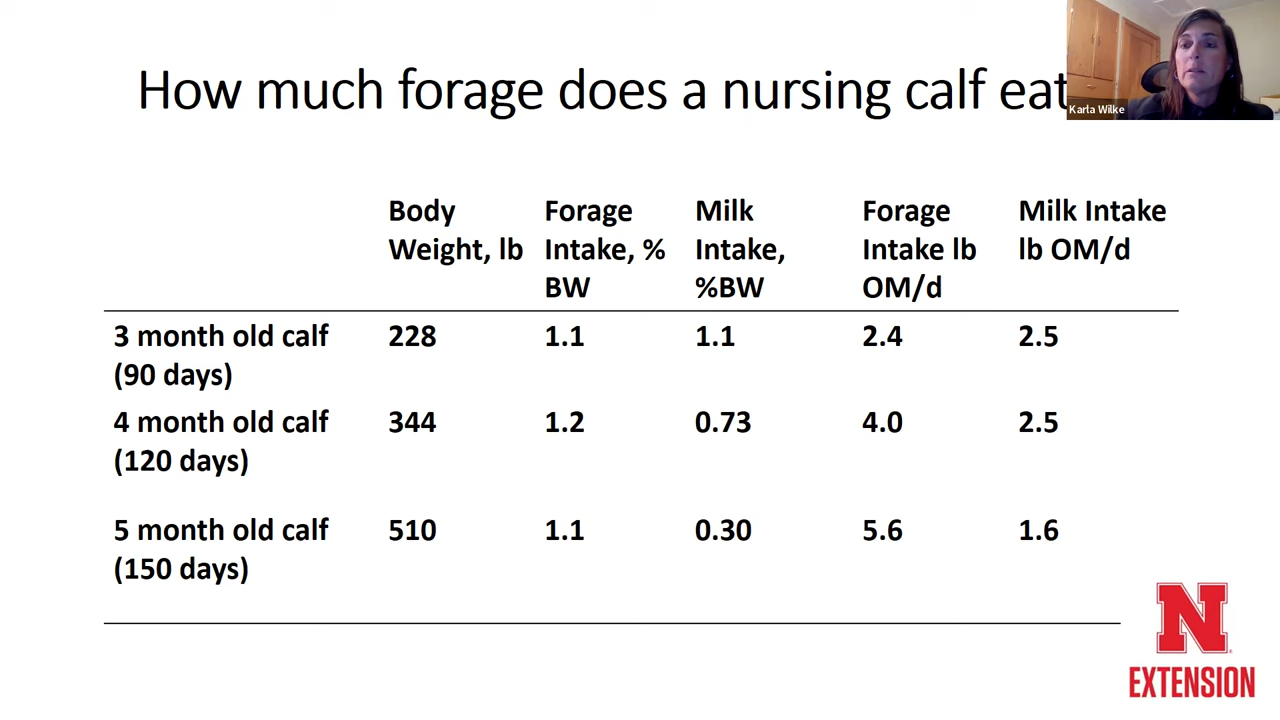 How much forage does a nursing calf eat
Karla Wilke
Body Weight, lb
Forage Intake, % BW
Milk Intake, %BW
Forage Intake lb OM/d
Milk Intake lb OM/d
3 month old calf (90 days) 228 1.1 1.1 2.4 2.5
4 month old calf (120 days) 344 1.2 0.73 4.0 2.5
5 month old calf (150 days) 510 1.1 0.30 5.6 1.6
N
EXTENSION